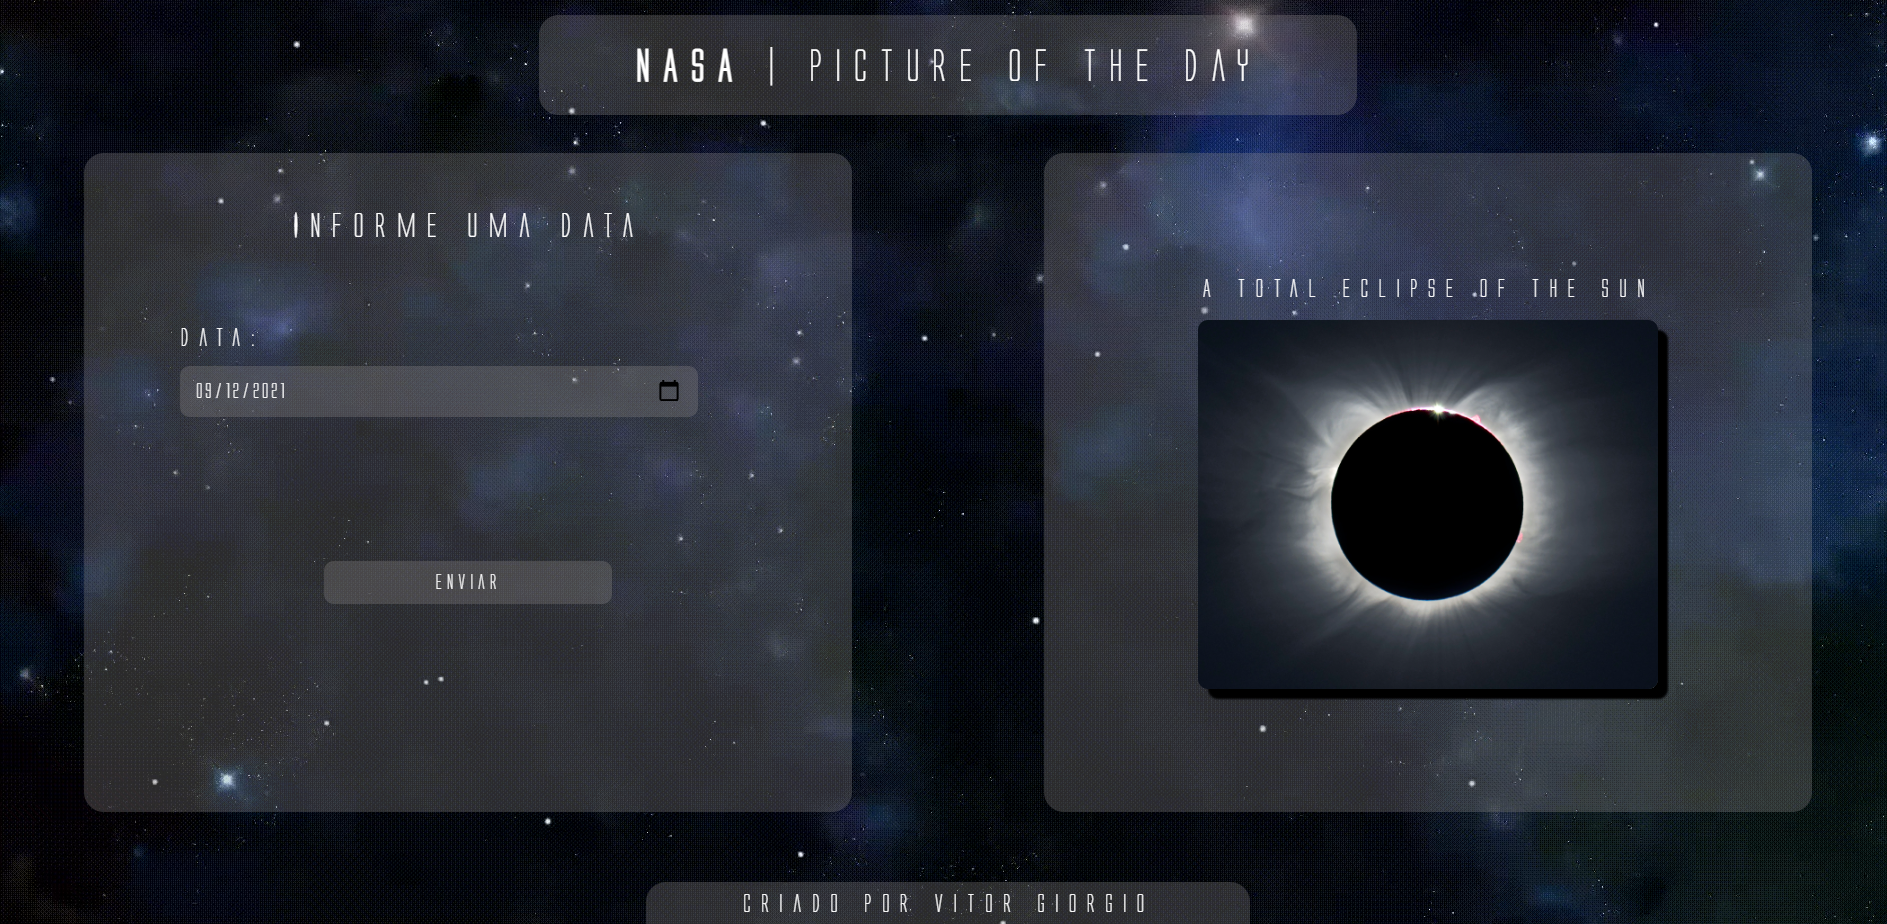 NASA | PICTURE OF THE DAY
INFORME UMA DATA
DATA:
09/12/2021
ENVIAR
A TOTAL ECLIPSE OF THE SUN
CRIADO POR VITOR GIORGIO